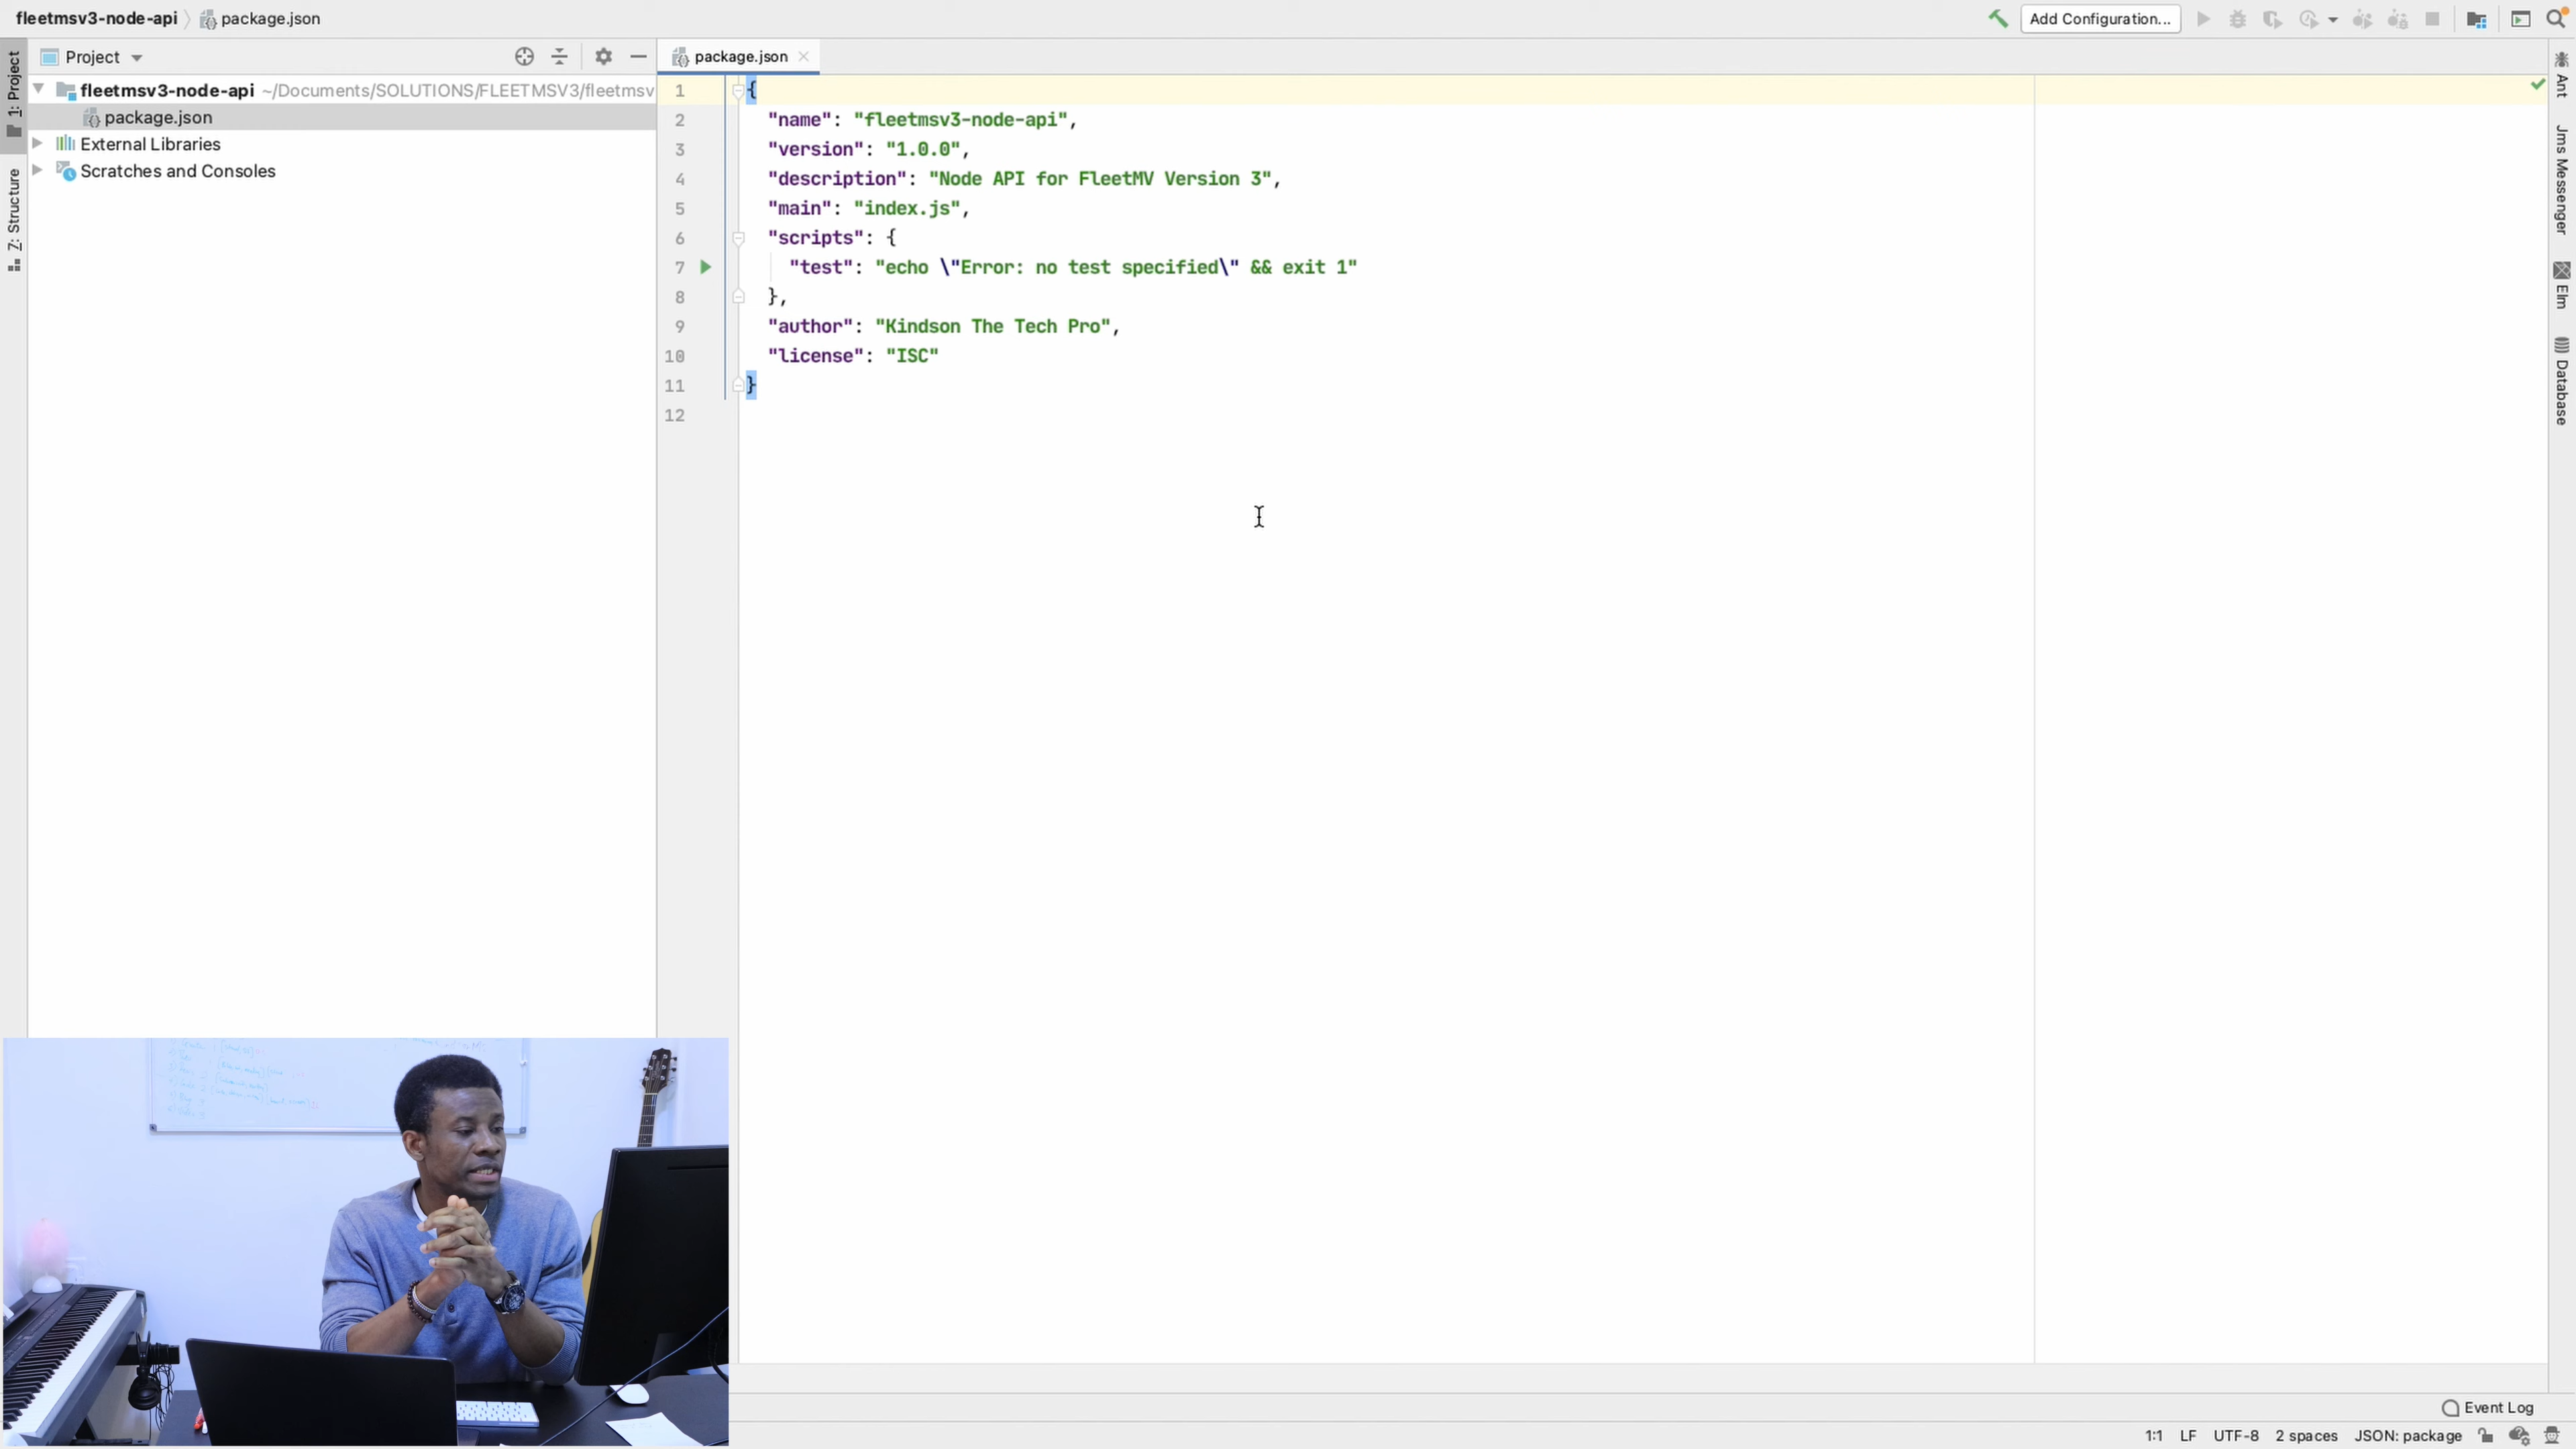 fleetmsv3-node-api package.json
Add Configuration...
1: Project
Z: Structure
Project
fleetmsv3-node-api ~/Documents/SOLUTIONS/FLEETMSV3/fleetmsv
package.json
External Libraries
Scratches and Consoles
package.json
1 {
2 "name": "fleetmsv3-node-api",
3 "version": "1.0.0",
4 "description": "Node API for FleetMV Version 3",
5 "main": "index.js",
6 "scripts": {
7 "test": "echo \"Error: no test specified\" && exit 1"
8 },
9 "author": "Kindson The Tech Pro",
10 "license": "ISC"
11 }
12
Ant
Jms Messenger
Elm
Database
Event Log
1:1 LF UTF-8 2 spaces JSON: package